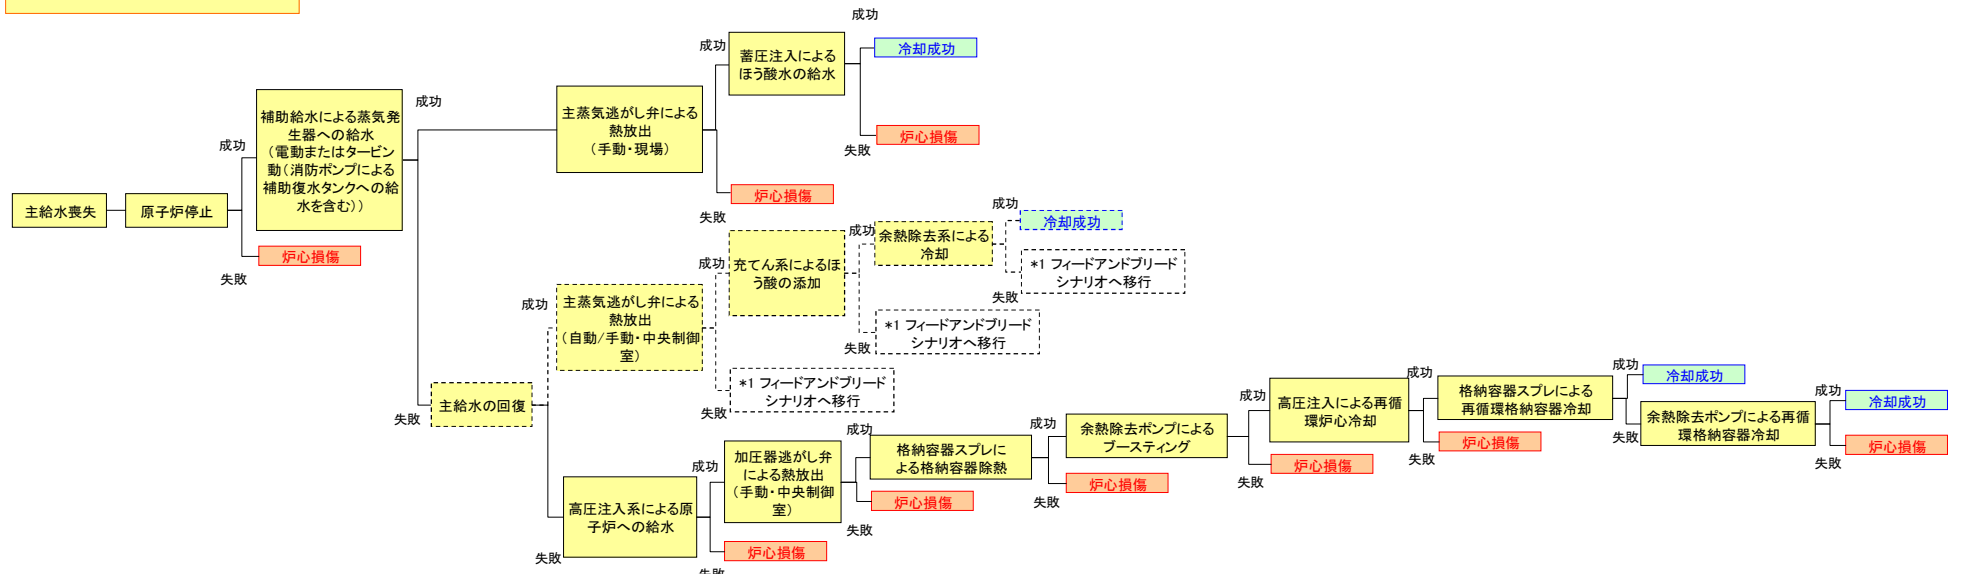 主給水喪失
原子炉停止
成功
補助給水による蒸気発
生器への給水
（電動またはタービン
動（消防ポンプによる
補助復水タンクへの給
水を含む））
失敗
炉心損傷
成功
主蒸気逃がし弁による
熱放出
（手動・現場）
成功
蓄圧注入による
ほう酸水の給水
成功
冷却成功
失敗
炉心損傷
失敗
炉心損傷
失敗
主給水の回復
成功
主蒸気逃がし弁による
熱放出
（自動/手動・中央制御
室）
成功
充てん系によるほ
う酸の添加
成功
余熱除去系による
冷却
成功
冷却成功
失敗
*1 フィードアンドブリード
シナリオへ移行
失敗
*1 フィードアンドブリード
シナリオへ移行
失敗
*1 フィードアンドブリード
シナリオへ移行
失敗
高圧注入系による原
子炉への給水
成功
加圧器逃がし弁
による熱放出
（手動・中央制御
室）
失敗
炉心損傷
成功
格納容器スプレに
よる格納容器除熱
失敗
炉心損傷
成功
余熱除去ポンプによる
ブースティング
失敗
炉心損傷
成功
高圧注入による再循
環炉心冷却
失敗
炉心損傷
成功
格納容器スプレによる
再循環格納容器冷却
失敗
炉心損傷
成功
冷却成功
失敗
余熱除去ポンプによる再循
環格納容器冷却
成功
冷却成功
失敗
炉心損傷